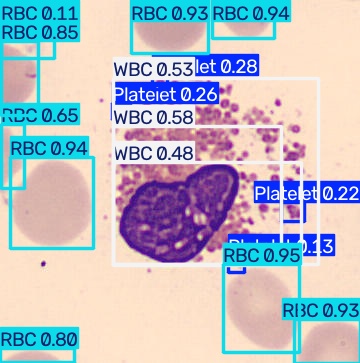 RBC 0.11
RBC 0.93
RBC 0.94
RBC 0.85
let 0.28
WBC 0.53
Platelet 0.26
RBC 0.65
WBC 0.58
RBC 0.94
WBC 0.48
Platelet 0.22
0.13
RBC 0.95
RBC 0.93
RBC 0.80